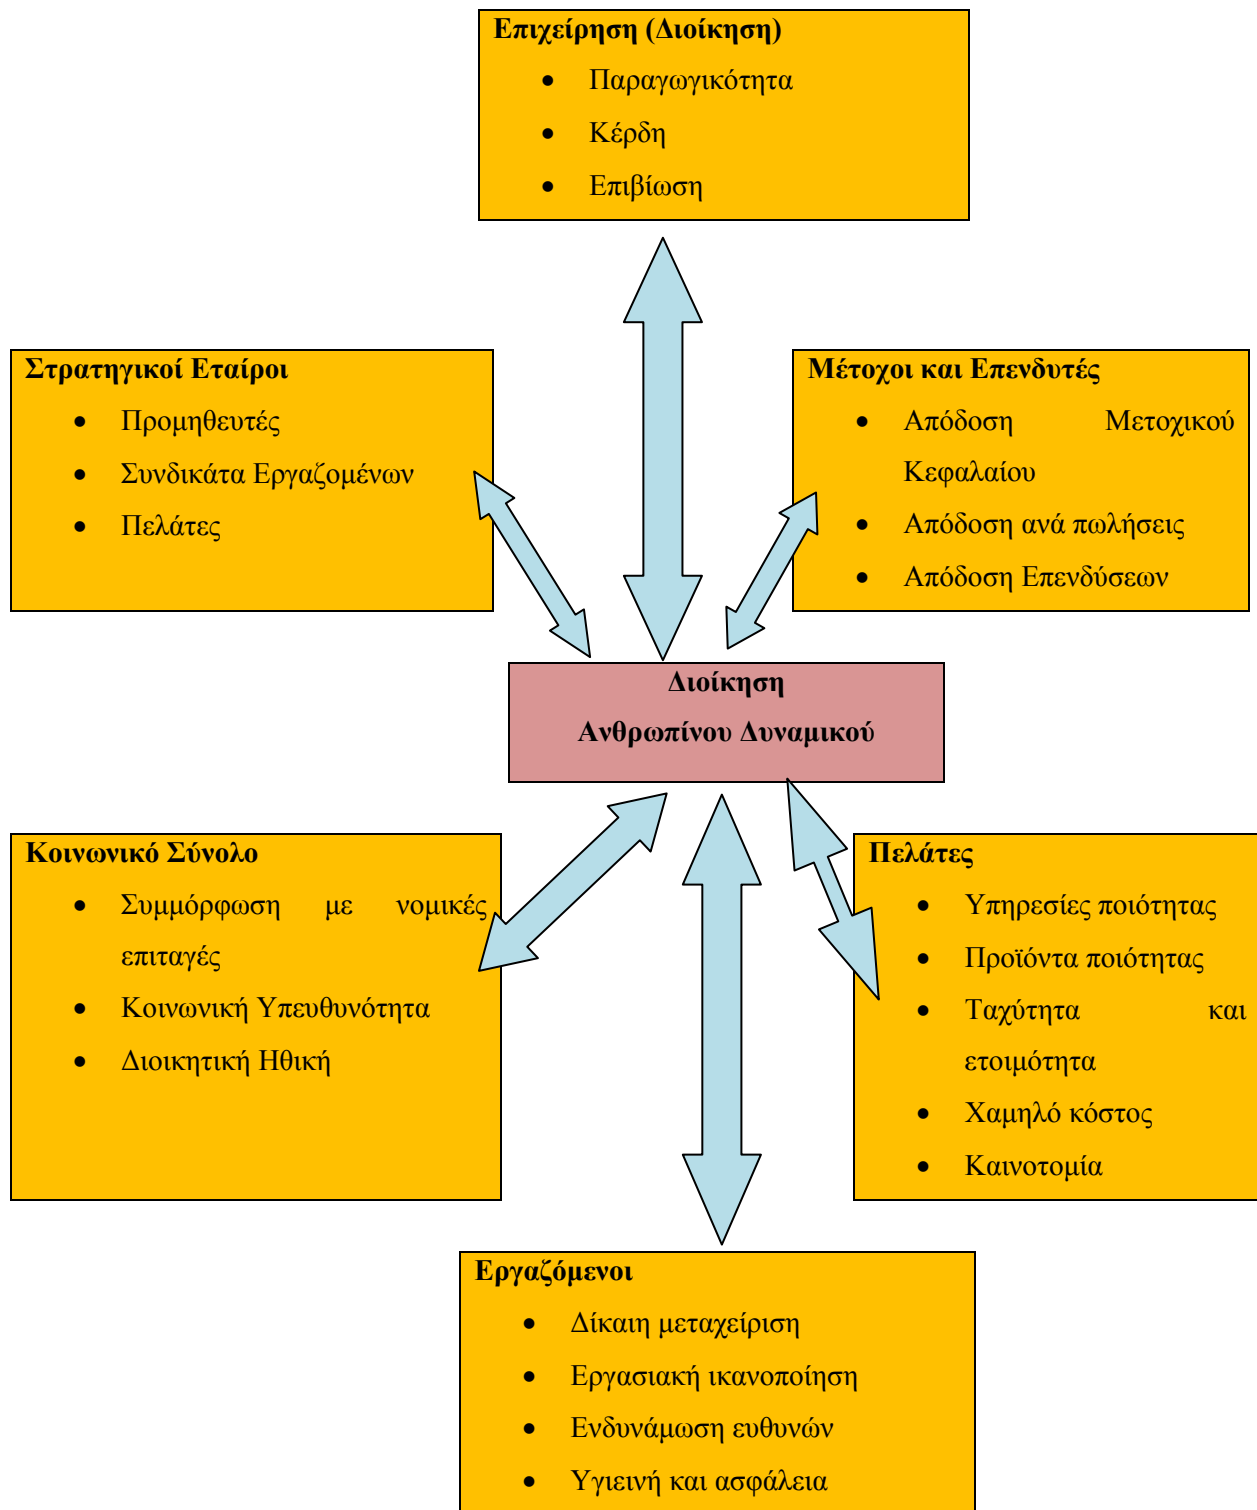 Επιχείρηση (Διοίκηση)
• Παραγωγικότητα
• Κέρδη
• Επιβίωση
Στρατηγικοί Εταίροι
• Προμηθευτές
• Συνδικάτα Εργαζομένων
• Πελάτες
Μέτοχοι και Επενδυτές
• Απόδοση Μετοχικού
Κεφαλαίου
• Απόδοση ανά πωλήσεις
• Απόδοση Επενδύσεων
Διοίκηση
Ανθρωπίνου Δυναμικού
Κοινωνικό Σύνολο
• Συμμόρφωση με νομικές
επιταγές
• Κοινωνική Υπευθυνότητα
• Διοικητική Ηθική
Πελάτες
• Υπηρεσίες ποιότητας
• Προϊόντα ποιότητας
• Ταχύτητα και
ετοιμότητα
• Χαμηλό κόστος
• Καινοτομία
Εργαζόμενοι
• Δίκαιη μεταχείριση
• Εργασιακή ικανοποίηση
• Ενδυνάμωση ευθυνών
• Υγιεινή και ασφάλεια